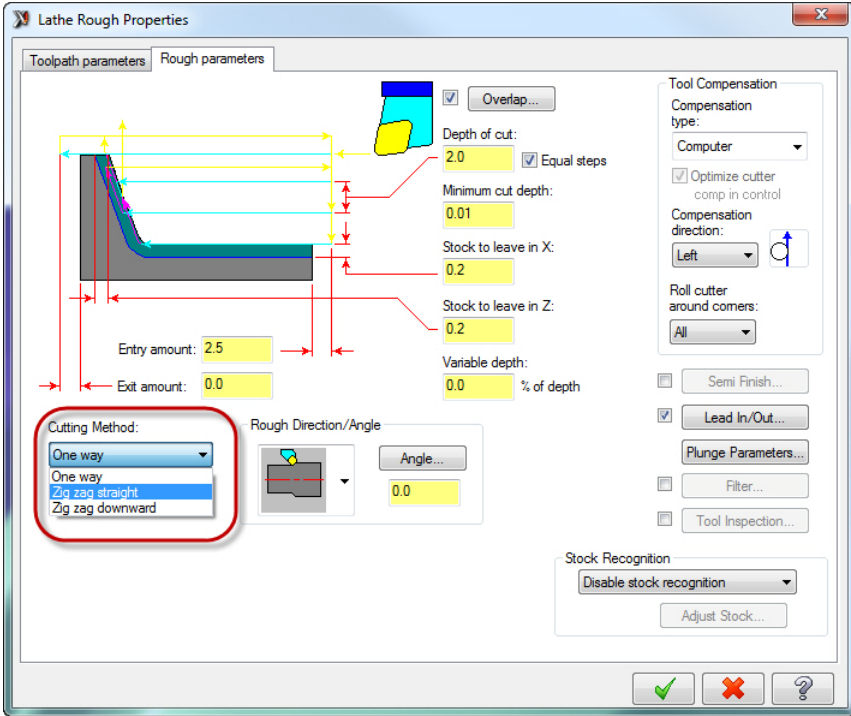 Lathe Rough Properties
Toolpath parameters
Rough parameters
Overlap...
Depth of cut:
2.0
Equal steps
Minimum cut depth:
0.01
Stock to leave in X:
0.2
Stock to leave in Z:
0.2
Variable depth:
0.0
% of depth
Entry amount:
2.5
Exit amount:
0.0
Cutting Method:
One way
One way
Zig zag straight
Zig zag downward
Rough Direction/Angle
Angle...
0.0
Tool Compensation
Compensation
type:
Computer
Optimize cutter
comp in control
Compensation
direction:
Left
Roll cutter
around corners:
All
Semi Finish...
Lead In/Out...
Plunge Parameters...
Filter...
Tool Inspection...
Stock Recognition
Disable stock recognition
Adjust Stock...